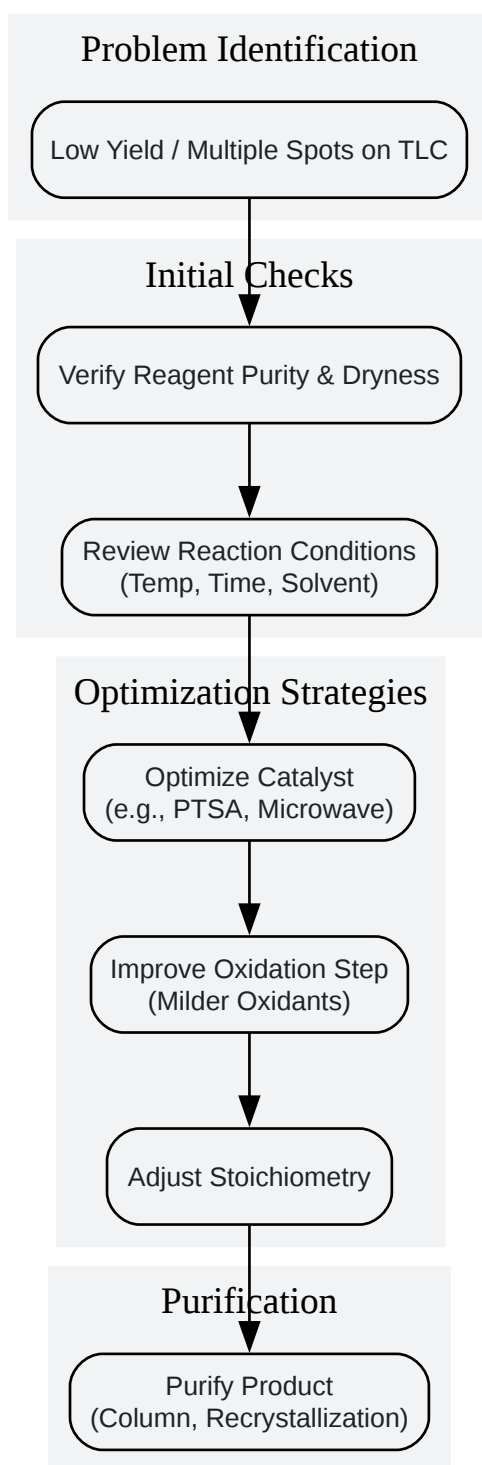 Problem Identification
Low Yield / Multiple Spots on TLC
Initial Checks
Verify Reagent Purity & Dryness
Review Reaction Conditions
(Temp, Time, Solvent)
Optimization Strategies
Optimize Catalyst
(e.g., PTSA, Microwave)
Improve Oxidation Step
(Milder Oxidants)
Adjust Stoichiometry
Purification
Purify Product
(Column, Recrystallization)